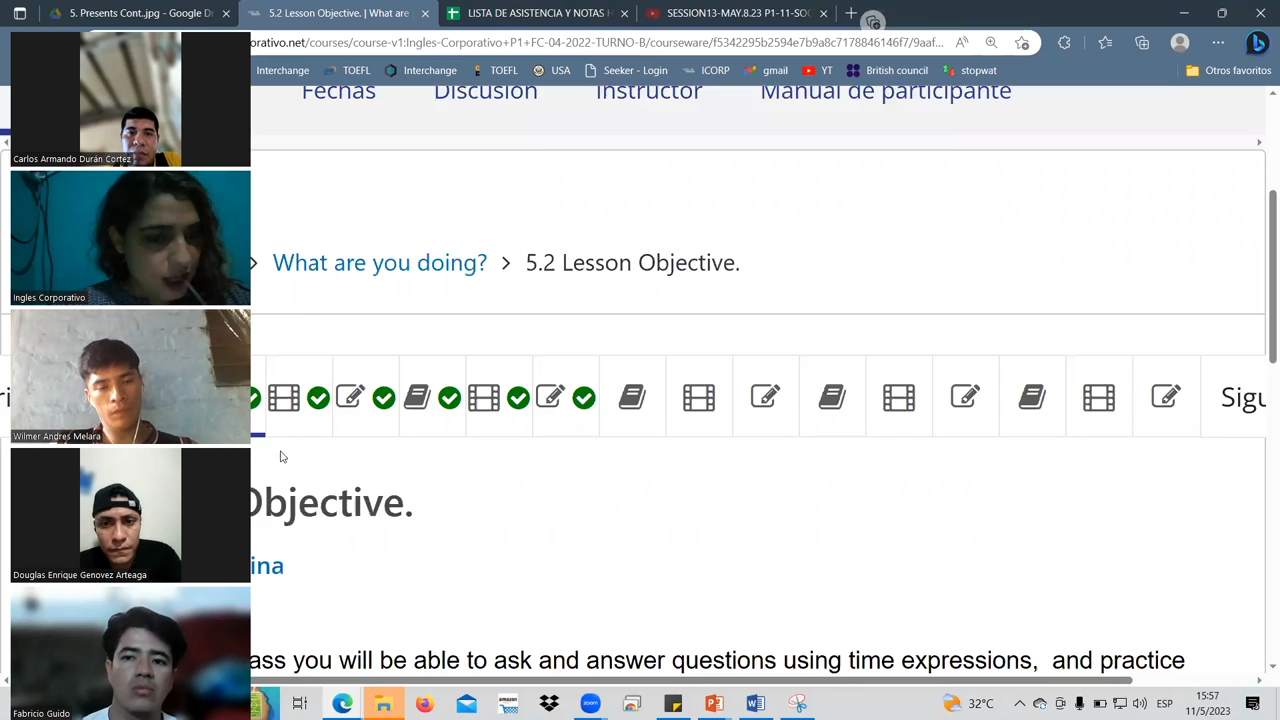 5. Presents Cont..jpg - Google Dr
5.2 Lesson Objective. | What are
LISTA DE ASISTENCIA Y NOTAS H
SESSION13-MAY.8.23 P1-11-SOC
orativo.net/courses/course-v1:Ingles-Corporativo+P1+FC-04-2022-TURNO-B/courseware/f5342295b2594e7b9a8c7178846146f7/9aaf...
Interchange
TOEFL
Interchange
TOEFL
USA
Seeker - Login
ICORP
gmail
YT
British council
stopwat
Otros favoritos
Fechas
Discusión
Instructor
Manual de participante
What are you doing? > 5.2 Lesson Objective.
Sigu
Objective.
ina
ass you will be able to ask and answer questions using time expressions, and practice
Carlos Armando Durán Cortez
Ingles Corporativo
Wilmer Andres Melara
Douglas Enrique Genovez Arteaga
Fabricio Guido
amazon
zoom
32°C
15:57
11/5/2023